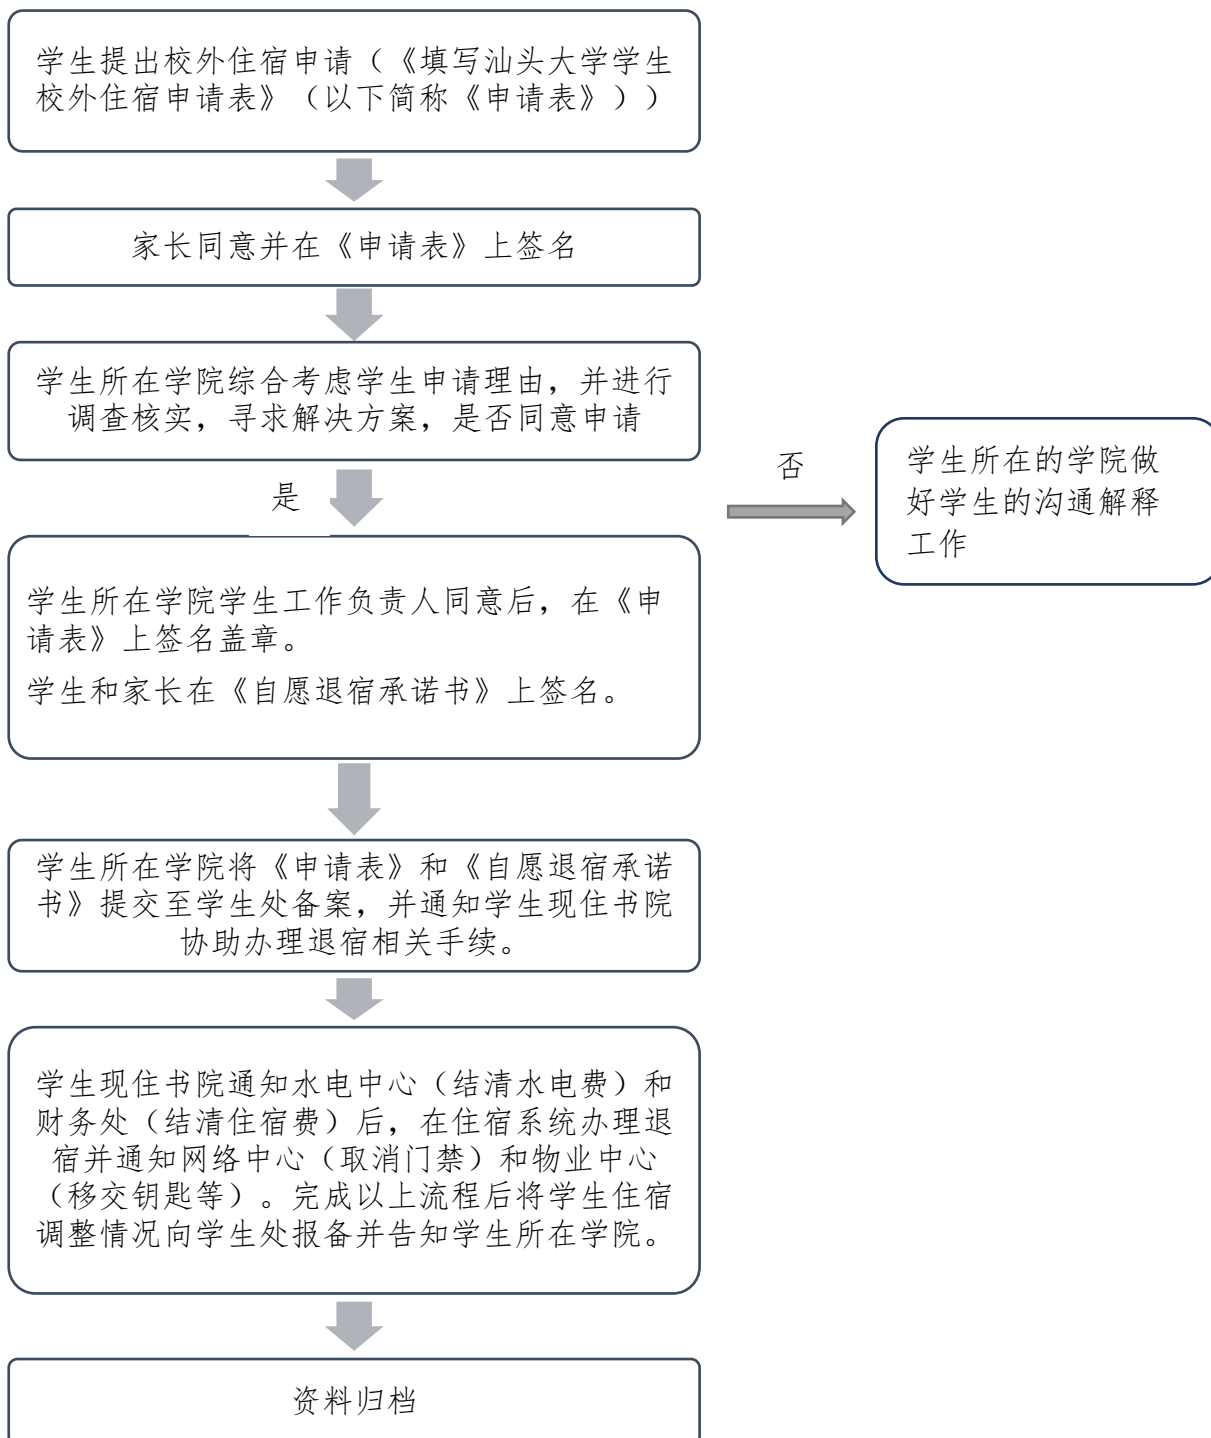 学生提出校外住宿申请（《填写汕头大学学生
校外住宿申请表》（以下简称《申请表》））
家长同意并在《申请表》上签名
学生所在学院综合考虑学生申请理由，并进行
调查核实，寻求解决方案，是否同意申请
否
学生所在的学院做
好学生的沟通解释
工作
是
学生所在学院学生工作负责人同意后，在《申
请表》上签名盖章。
学生和家长在《自愿退宿承诺书》上签名。
学生所在学院将《申请表》和《自愿退宿承诺
书》提交至学生处备案，并通知学生现住书院
协助办理退宿相关手续。
学生现住书院通知水电中心（结清水电费）和
财务处（结清住宿费）后，在住宿系统办理退
宿并通知网络中心（取消门禁）和物业中心
（移交钥匙等）。完成以上流程后将学生住宿
调整情况向学生处报备并告知学生所在学院。
资料归档